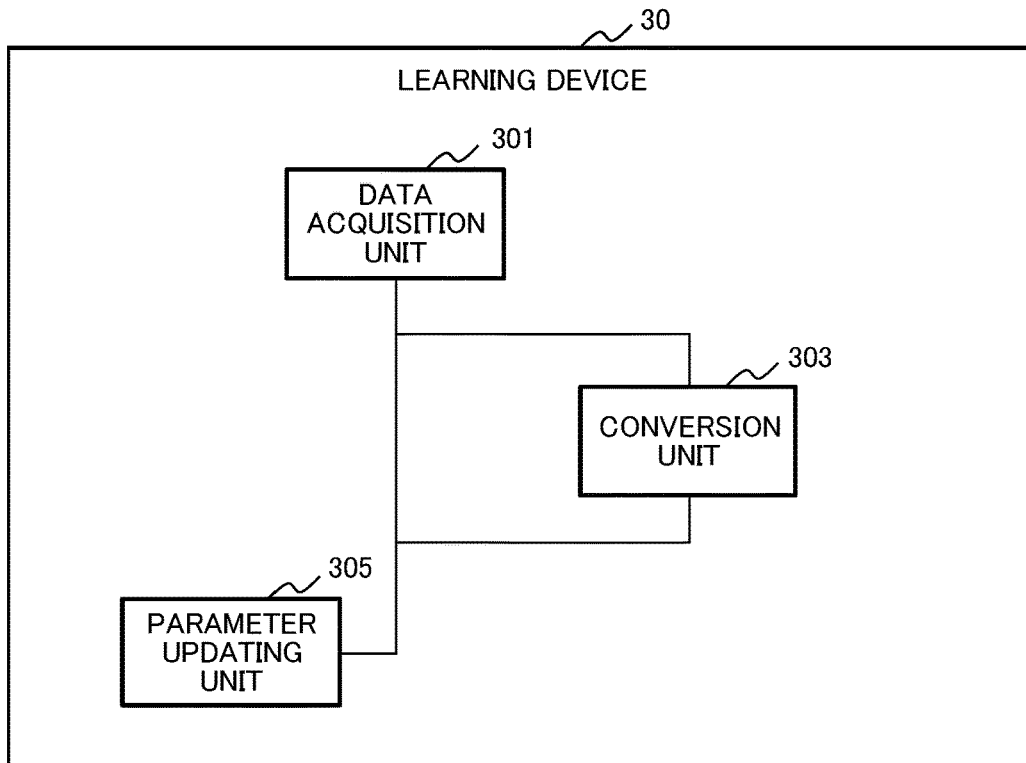 30
LEARNING DEVICE
301
DATA
ACQUISITION
UNIT
303
CONVERSION
UNIT
305
PARAMETER
UPDATING
UNIT